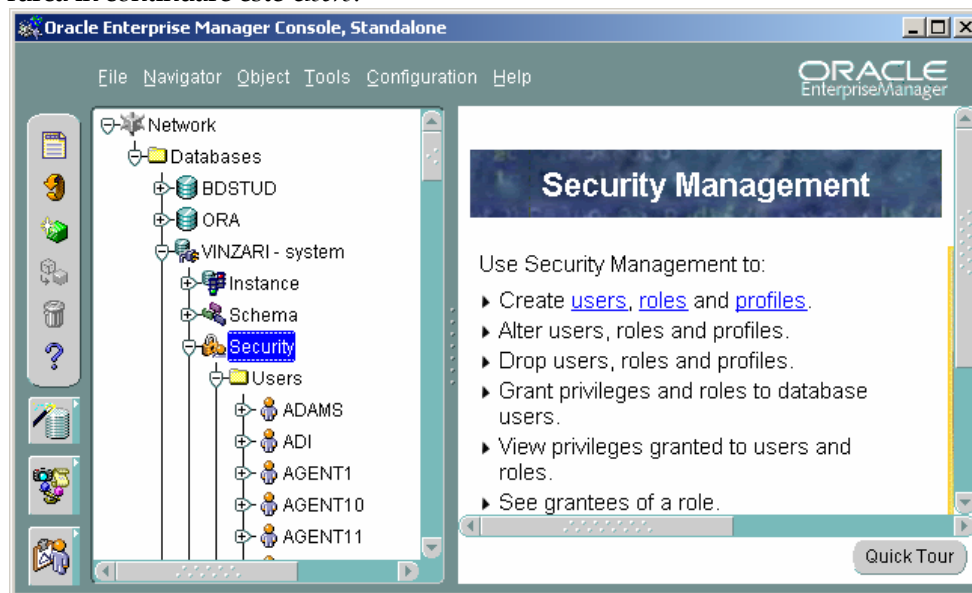 Oracle Enterprise Manager Console, Standalone
File Navigator Object Tools Configuration Help
ORACLE
EnterpriseManager
Network
Databases
BDSTUD
ORA
VINZARI - system
Instance
Schema
Security
Users
ADAMS
ADI
AGENT1
AGENT10
AGENT11
Security Management
Use Security Management to:
Create users, roles and profiles.
Alter users, roles and profiles.
Drop users, roles and profiles.
Grant privileges and roles to database
users.
View privileges granted to users and
roles.
See grantees of a role.
Quick Tour